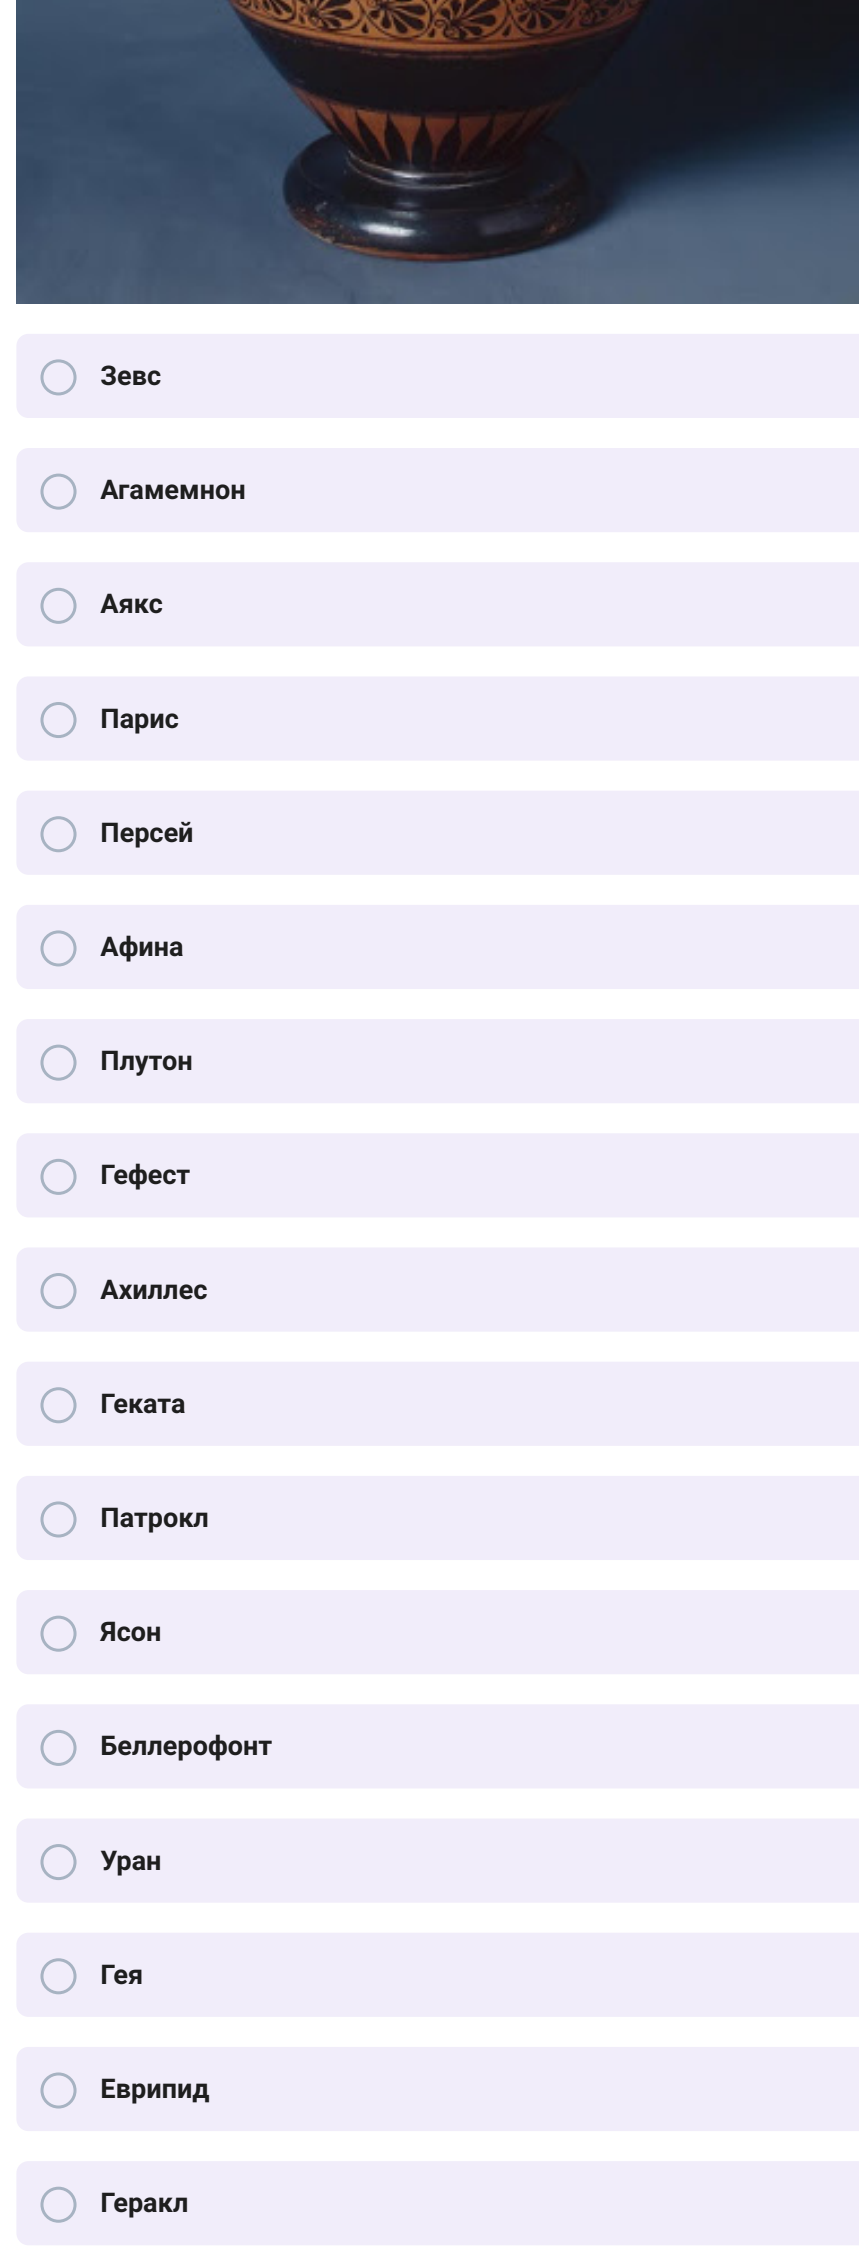 Зевс
Агамемнон
Аякс
Парис
Персей
Афина
Плутон
Гефест
Ахиллес
Геката
Патрокл
Ясон
Беллерофонт
Уран
Гея
Еврипид
Геракл